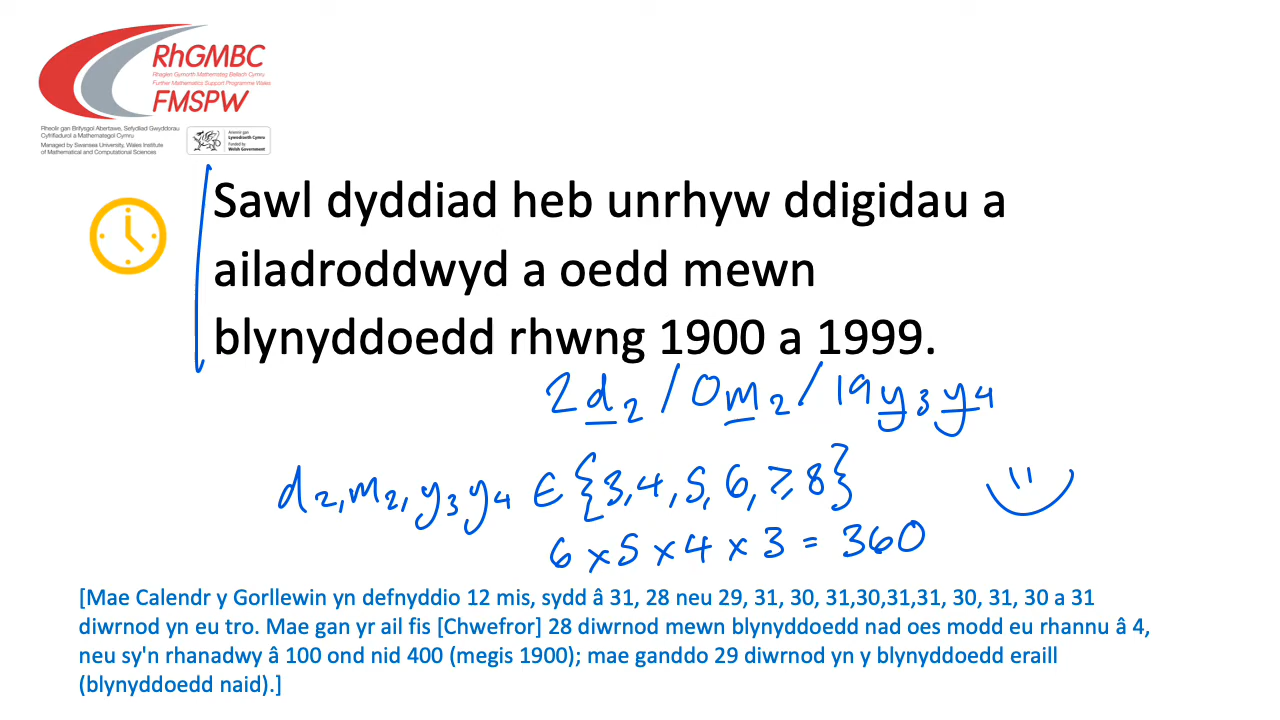 RhGMBC
Rhaglen Gymorth Mathemateg Bellach Cymru
Further Mathematics Support Programme Wales
FMSPW
Rheolir gan Brifysgol Abertawe, Sefydliad Gwyddorau
Cyfrifiadurol a Mathemategol Cymru
Managed by Swansea University, Wales Institute
of Mathematical and Computational Sciences
Ariennir gan
Lywodraeth Cymru
Funded by
Welsh Government
Sawl dyddiad heb unrhyw ddigidau a
ailadroddwyd a oedd mewn
blynyddoedd rhwng 1900 a 1999.
2d₂/0m₂/19y₃y₄
d₂,m₂,y₃y₄ ∈ {3,4,5,6,7,8}
6×5×4×3 = 360
[Mae Calendr y Gorllewin yn defnyddio 12 mis, sydd â 31, 28 neu 29, 31, 30, 31,30,31,31, 30, 31, 30 a 31
diwrnod yn eu tro. Mae gan yr ail fis [Chwefror] 28 diwrnod mewn blynyddoedd nad oes modd eu rhannu â 4,
neu sy'n rhanadwy â 100 ond nid 400 (megis 1900); mae ganddo 29 diwrnod yn y blynyddoedd eraill
(blynyddoedd naid).]